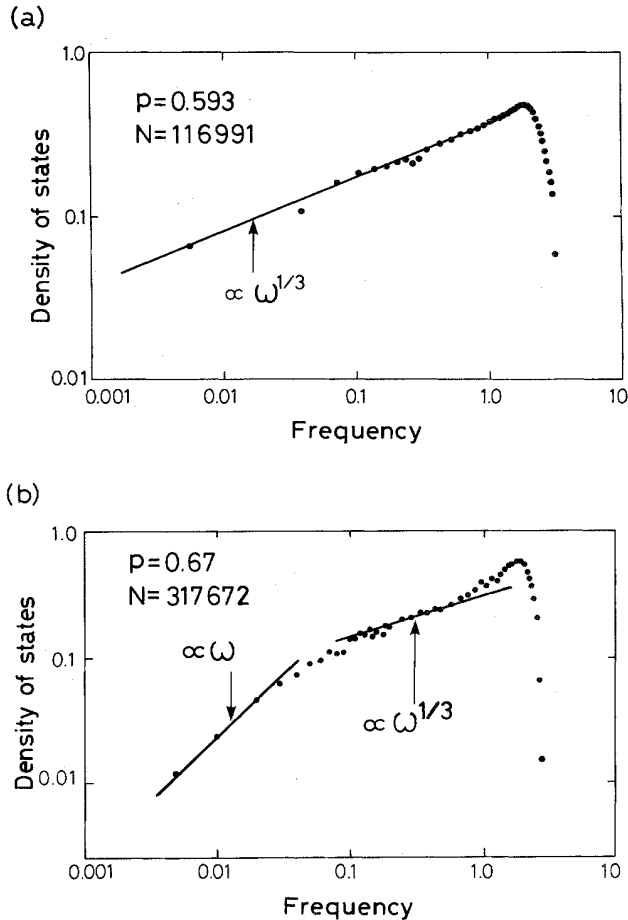 (a)
Density of states
1.0
0.1
0.01
p=0.593
N=116991
∝ ω^1/3
0.001 0.01 0.1 1.0 10
Frequency
(b)
Density of states
1.0
0.1
0.01
p=0.67
N=317672
∝ ω
∝ ω^1/3
0.001 0.01 0.1 1.0 10
Frequency